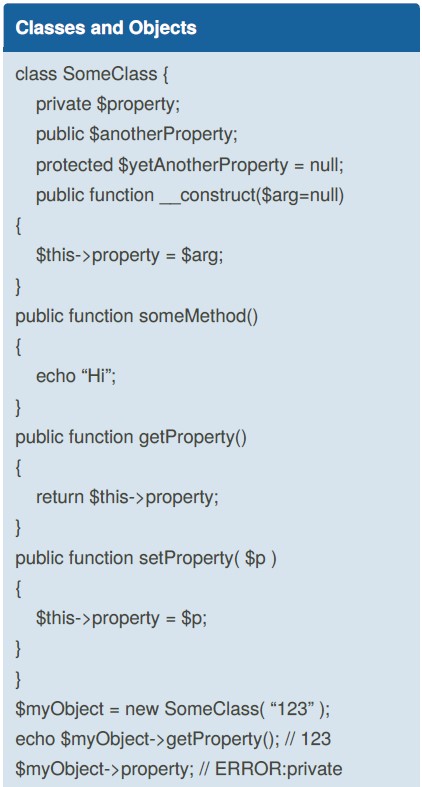 Classes and Objects
class SomeClass {
private $property;
public $anotherProperty;
protected $yetAnotherProperty = null;
public function __construct($arg=null)
{
$this->property = $arg;
}
public function someMethod()
{
echo “Hi”;
}
public function getProperty()
{
return $this->property;
}
public function setProperty( $p )
{
$this->property = $p;
}
}
$myObject = new SomeClass( “123” );
echo $myObject->getProperty(); // 123
$myObject->property; // ERROR:private